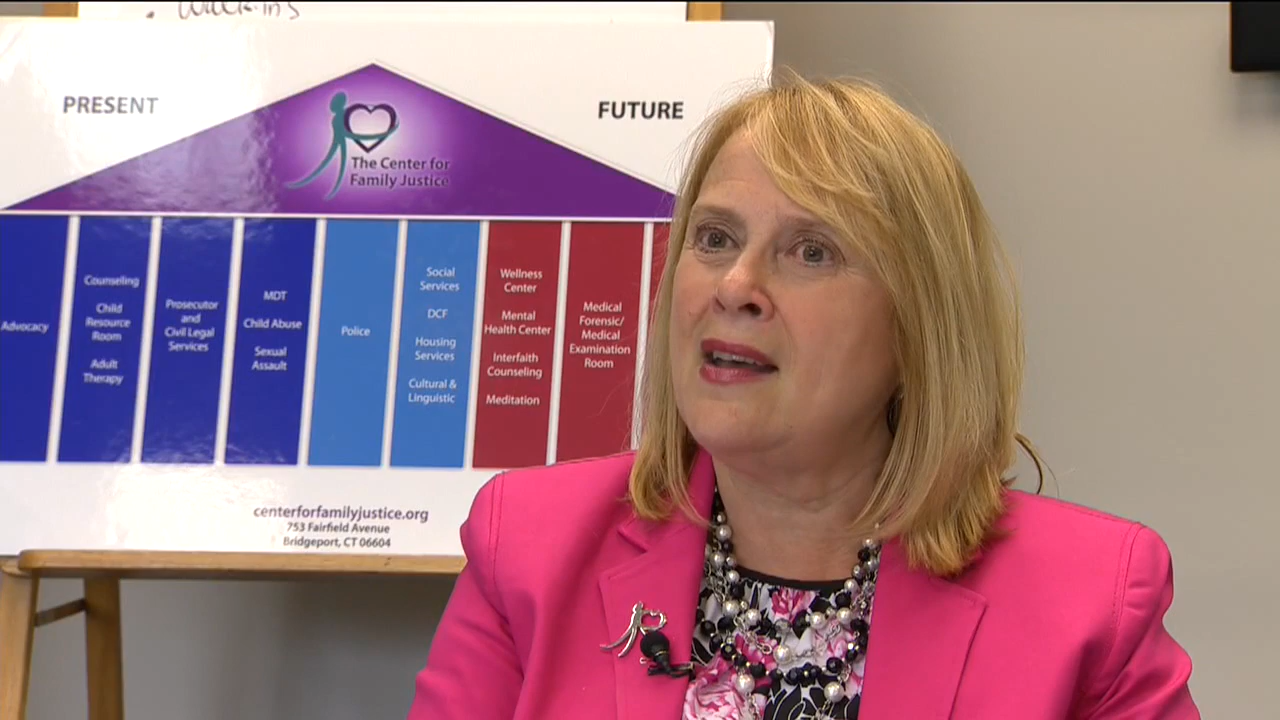 • Walk-ins
PRESENT
FUTURE
The Center for
Family Justice
Advocacy
Counseling
Child
Resource
Room
Adult
Therapy
Prosecutor
and
Civil Legal
Services
MDT
Child Abuse
Sexual
Assault
Police
Social
Services
DCF
Housing
Services
Cultural &
Linguistic
Wellness
Center
Mental
Health Center
Interfaith
Counseling
Meditation
Medical
Forensic/
Medical
Examination
Room
centerforfamilyjustice.org
753 Fairfield Avenue
Bridgeport, CT 06604